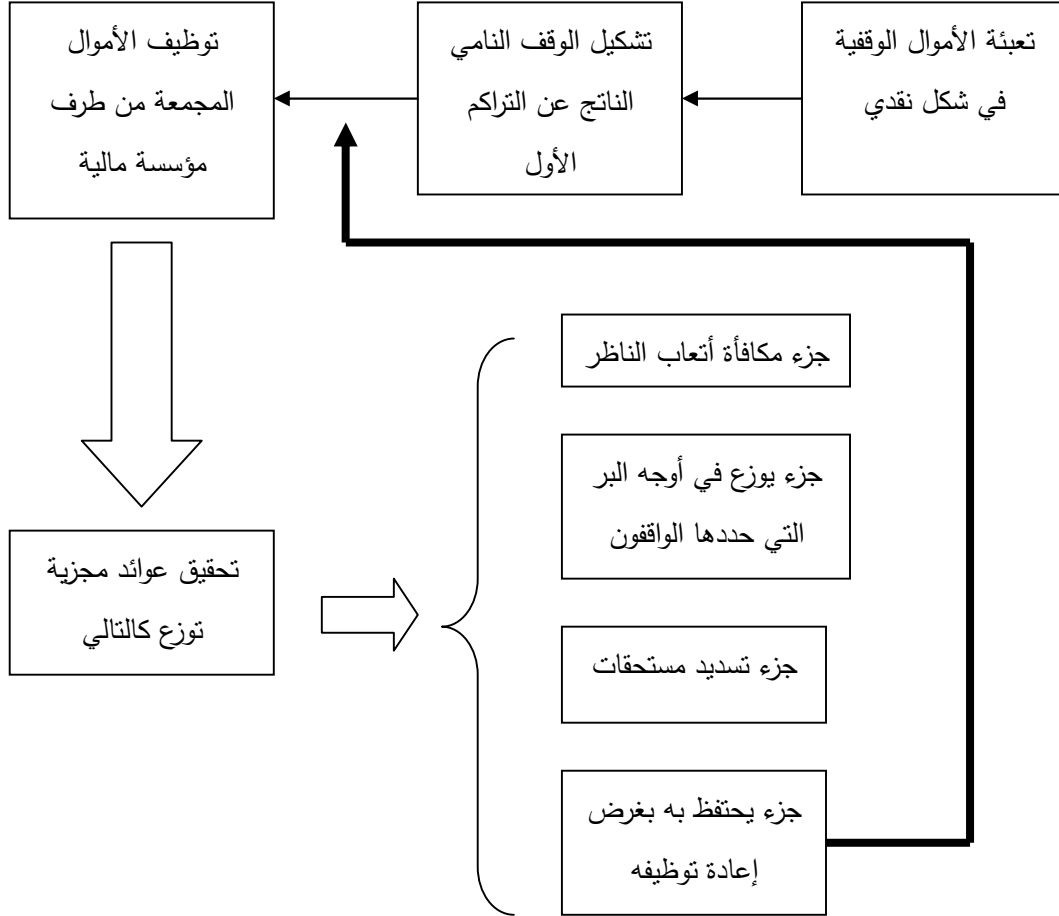 تعبئة الأموال الوقفية
في شكل نقدي
تشكيل الوقف النامي
الناتج عن التراكم
الأول
توظيف الأموال
المجمعة من طرف
مؤسسة مالية
تحقيق عوائد مجزية
توزع كالتالي
جزء مكافأة أتعاب الناظر
جزء يوزع في أوجه البر
التي حددها الواقفون
جزء تسديد مستحقات
جزء يحتفظ به بغرض
إعادة توظيفه